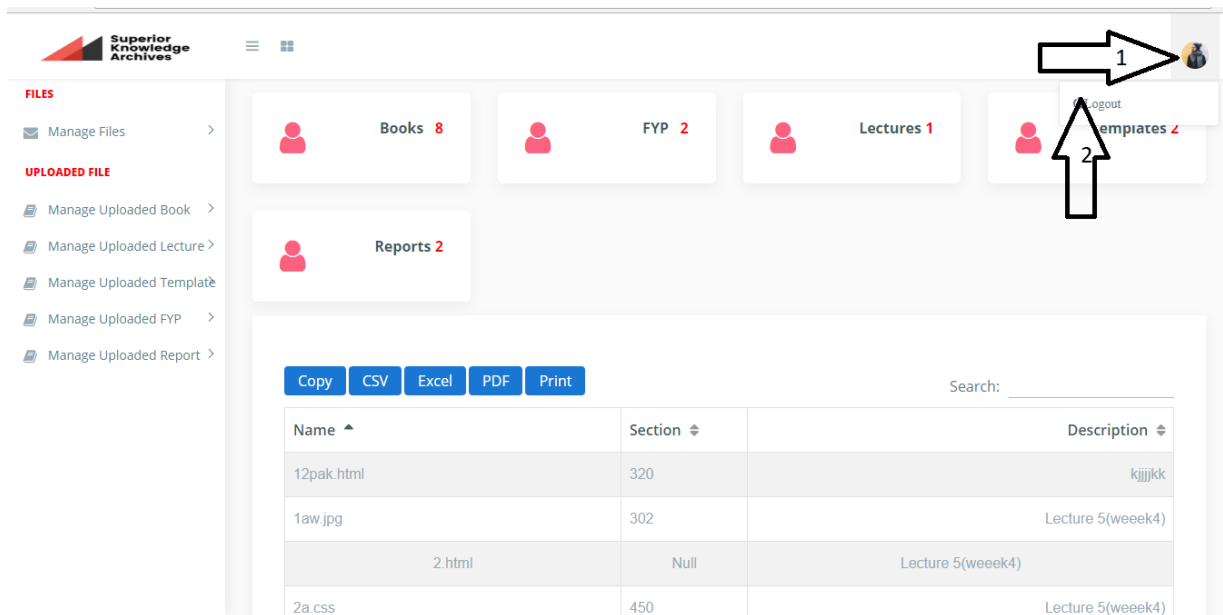 Superior
Knowledge
Archives
1
FILES
Logout
Manage Files
Books 8
FYP 2
Lectures 1
Templates 2
2
UPLOADED FILE
Manage Uploaded Book
Manage Uploaded Lecture
Reports 2
Manage Uploaded Template
Manage Uploaded FYP
Manage Uploaded Report
Copy CSV Excel PDF Print
Search:
Name Section Description
12pak.html 320 kjjjjkk
1aw.jpg 302 Lecture 5(weeek4)
2.html Null Lecture 5(weeek4)
2a.css 450 Lecture 5(weeek4)